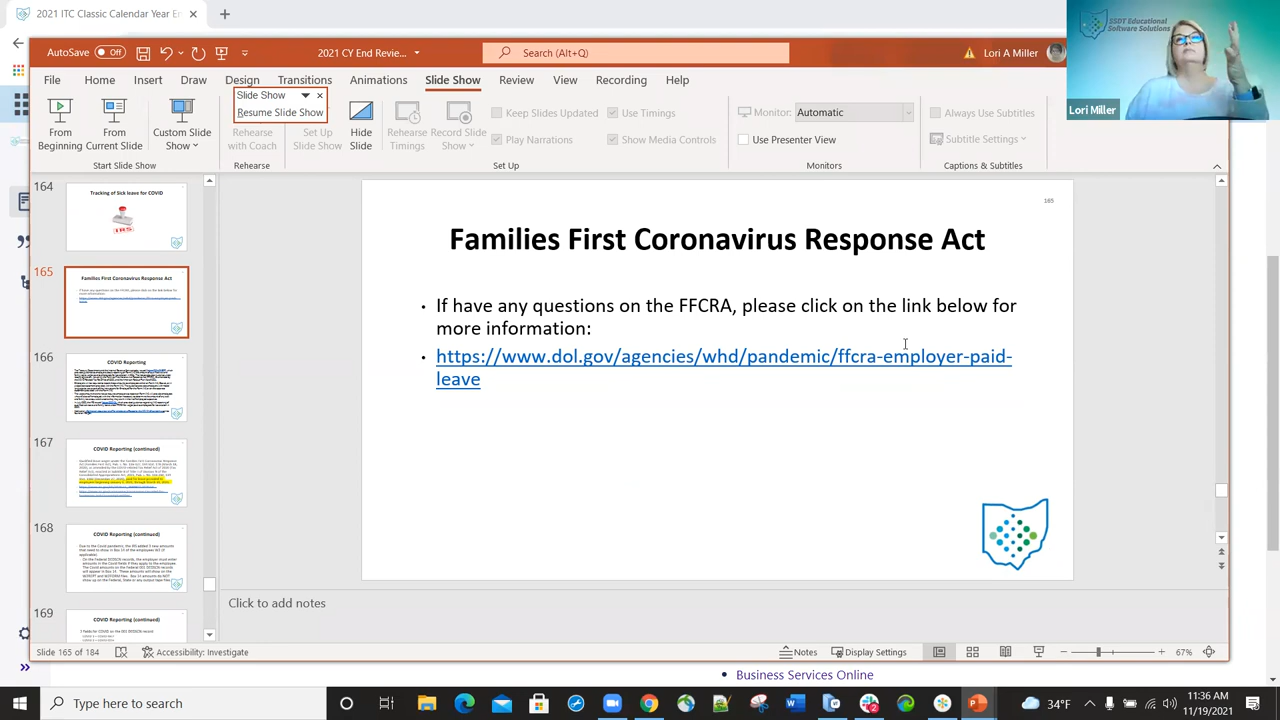 2021 ITC Classic Calendar Year En
AutoSave Off
2021 CY End Revie...
Search (Alt+Q)
Lori A Miller
SSDT Educational
Software Solutions
Lori Miller
File Home Insert Draw Design Transitions Animations Slide Show Review View Recording Help
Slide Show
Resume Slide Show
From
Beginning
From
Current Slide
Custom Slide
Show
Rehearse
with Coach
Set Up
Slide Show
Hide
Slide
Rehearse
Timings
Record Slide
Show
Keep Slides Updated
Use Timings
Play Narrations
Show Media Controls
Monitor: Automatic
Use Presenter View
Always Use Subtitles
Subtitle Settings
Start Slide Show
Rehearse
Set Up
Monitors
Captions & Subtitles
164
Tracking of Sick leave for COVID
IRS
165
Families First Coronavirus Response Act
166
COVID Reporting
167
COVID Reporting (continued)
168
COVID Reporting (continued)
169
COVID Reporting (continued)
165
Families First Coronavirus Response Act
• If have any questions on the FFCRA, please click on the link below for
more information:
• https://www.dol.gov/agencies/whd/pandemic/ffcra-employer-paid-
leave
Click to add notes
Slide 165 of 184
Accessibility: Investigate
Notes
Display Settings
67%
• Business Services Online
Type here to search
34°F
11:36 AM
11/19/2021